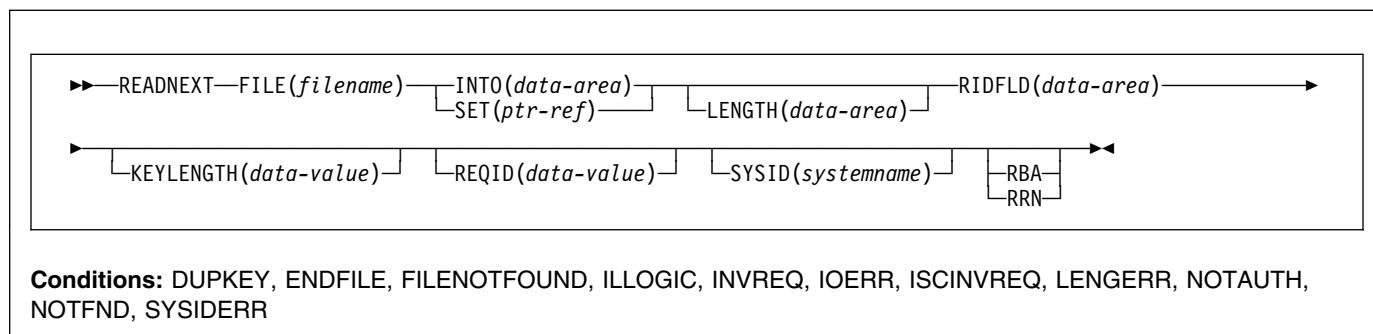 READNEXT FILE(filename) INTO(data-area) RIDFLD(data-area)
SET(ptr-ref) LENGTH(data-area)
KEYLENGTH(data-value) REQID(data-value) SYSID(systemname) RBA
RRN
Conditions: DUPKEY, ENDFILE, FILENOTFOUND, ILLOGIC, INVREQ, IOERR, ISCINVREQ, LENGERR, NOTAUTH,
NOTFND, SYSIDERR